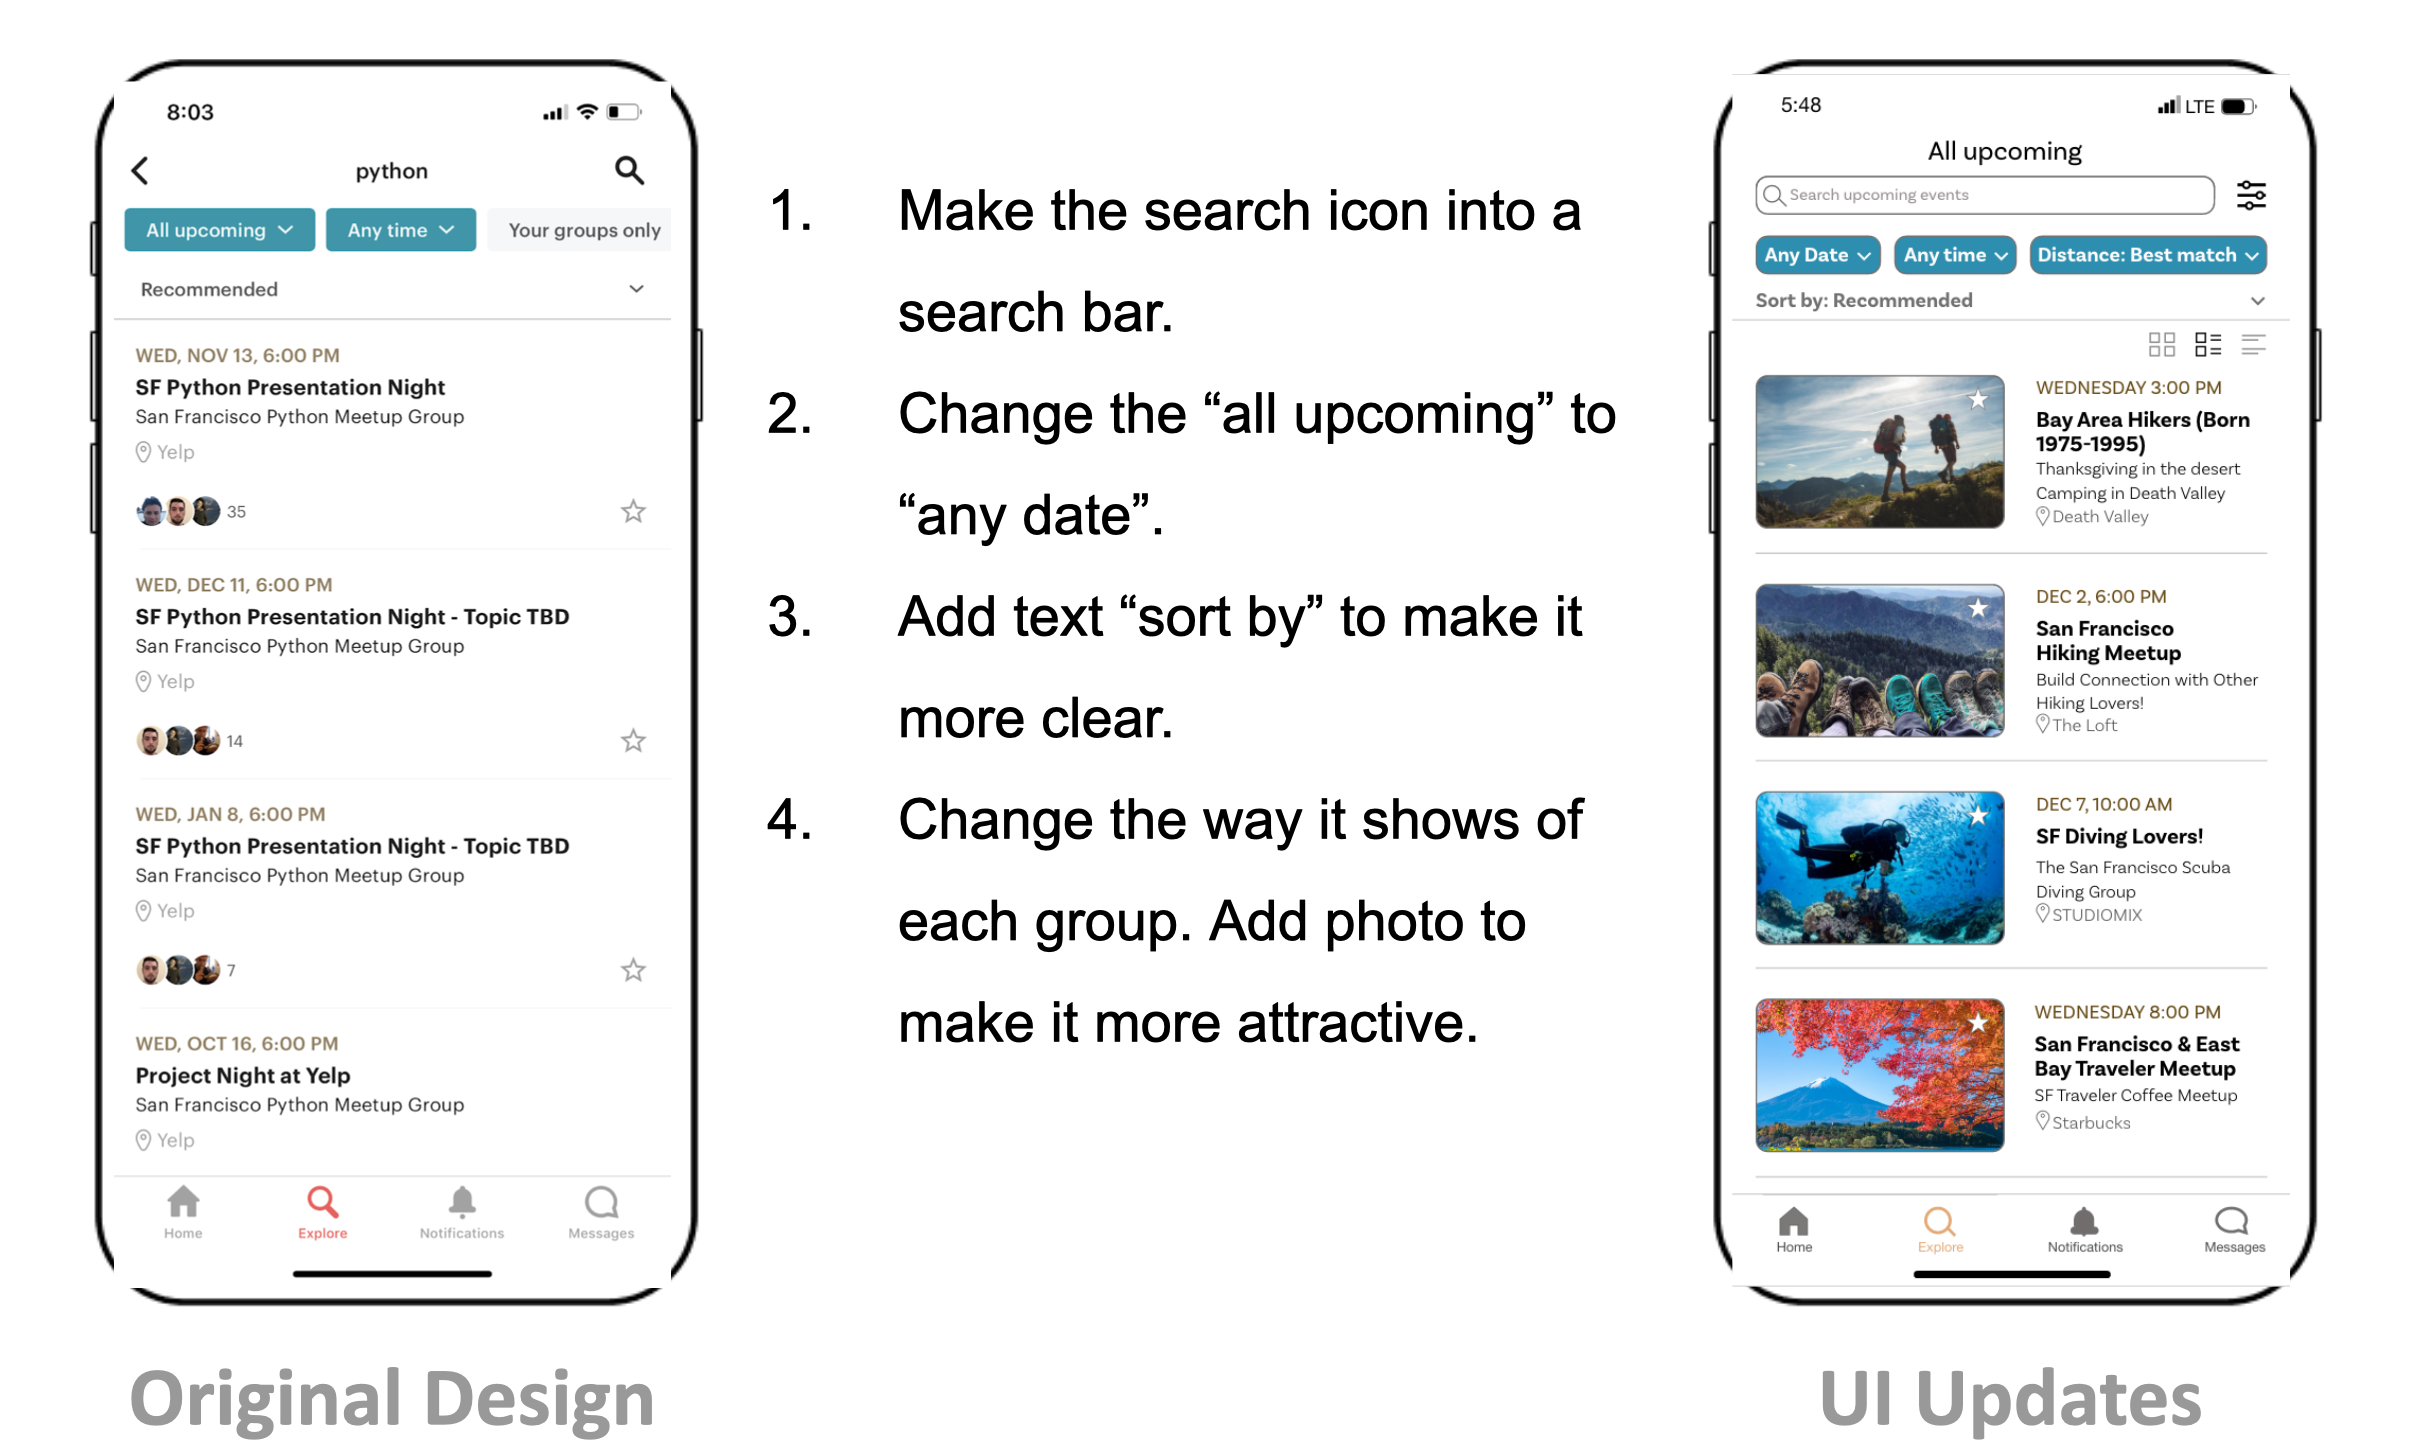 8:03
python
All upcoming
Any time
Your groups only
Recommended
WED, NOV 13, 6:00 PM
SF Python Presentation Night
San Francisco Python Meetup Group
Yelp
35
WED, DEC 11, 6:00 PM
SF Python Presentation Night - Topic TBD
San Francisco Python Meetup Group
Yelp
14
WED, JAN 8, 6:00 PM
SF Python Presentation Night - Topic TBD
San Francisco Python Meetup Group
Yelp
7
WED, OCT 16, 6:00 PM
Project Night at Yelp
San Francisco Python Meetup Group
Yelp
Home
Explore
Notifications
Messages
Original Design
1. Make the search icon into a
search bar.
2. Change the “all upcoming” to
“any date”.
3. Add text “sort by” to make it
more clear.
4. Change the way it shows of
each group. Add photo to
make it more attractive.
5:48
LTE
All upcoming
Search upcoming events
Any Date
Any time
Distance: Best match
Sort by: Recommended
WEDNESDAY 3:00 PM
Bay Area Hikers (Born
1975-1995)
Thanksgiving in the desert
Camping in Death Valley
Death Valley
DEC 2, 6:00 PM
San Francisco
Hiking Meetup
Build Connection with Other
Hiking Lovers!
The Loft
DEC 7, 10:00 AM
SF Diving Lovers!
The San Francisco Scuba
Diving Group
STUDIOMIX
WEDNESDAY 8:00 PM
San Francisco & East
Bay Traveler Meetup
SF Traveler Coffee Meetup
Starbucks
Home
Explore
Notifications
Messages
UI Updates